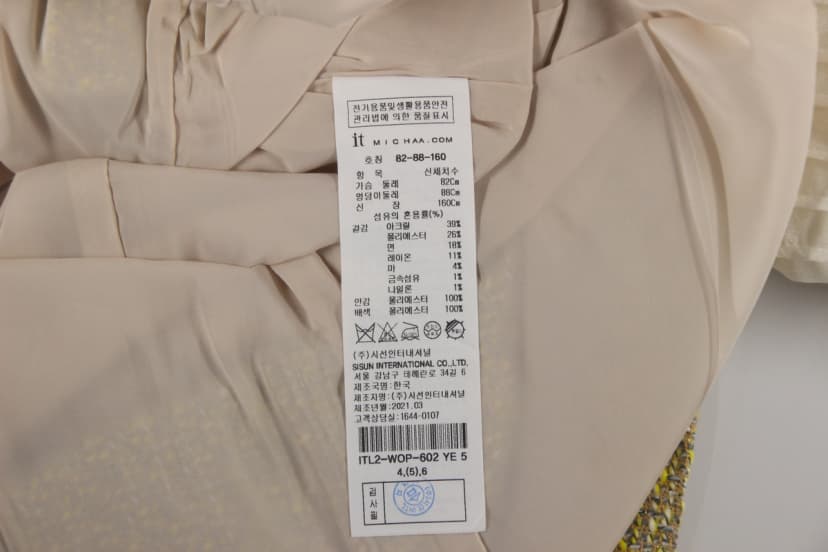 전기용품및생활용품안전
관리법에 의한 품질표시
it MICHAA.COM
호칭 82-88-160
항 목 신체치수
가슴 둘레 82Cm
엉덩이둘레 88Cm
신 장 160Cm
섬유의 혼용률(%)
겉감 아크릴 39%
폴리에스터 26%
면 18%
레이온 11%
마 4%
금속섬유 1%
나일론 1%
안감 폴리에스터 100%
배색 폴리에스터 100%
(주)시선인터내셔널
SISUN INTERNATIONAL CO.,LTD.
서울 강남구 테헤란로 34길 6
제조국명:한국
제조자명:(주)시선인터내셔널
제조년월:2021.03
고객상담실:1644-0107
ITL2-WOP-602 YE 5
4,(5),6
검사필